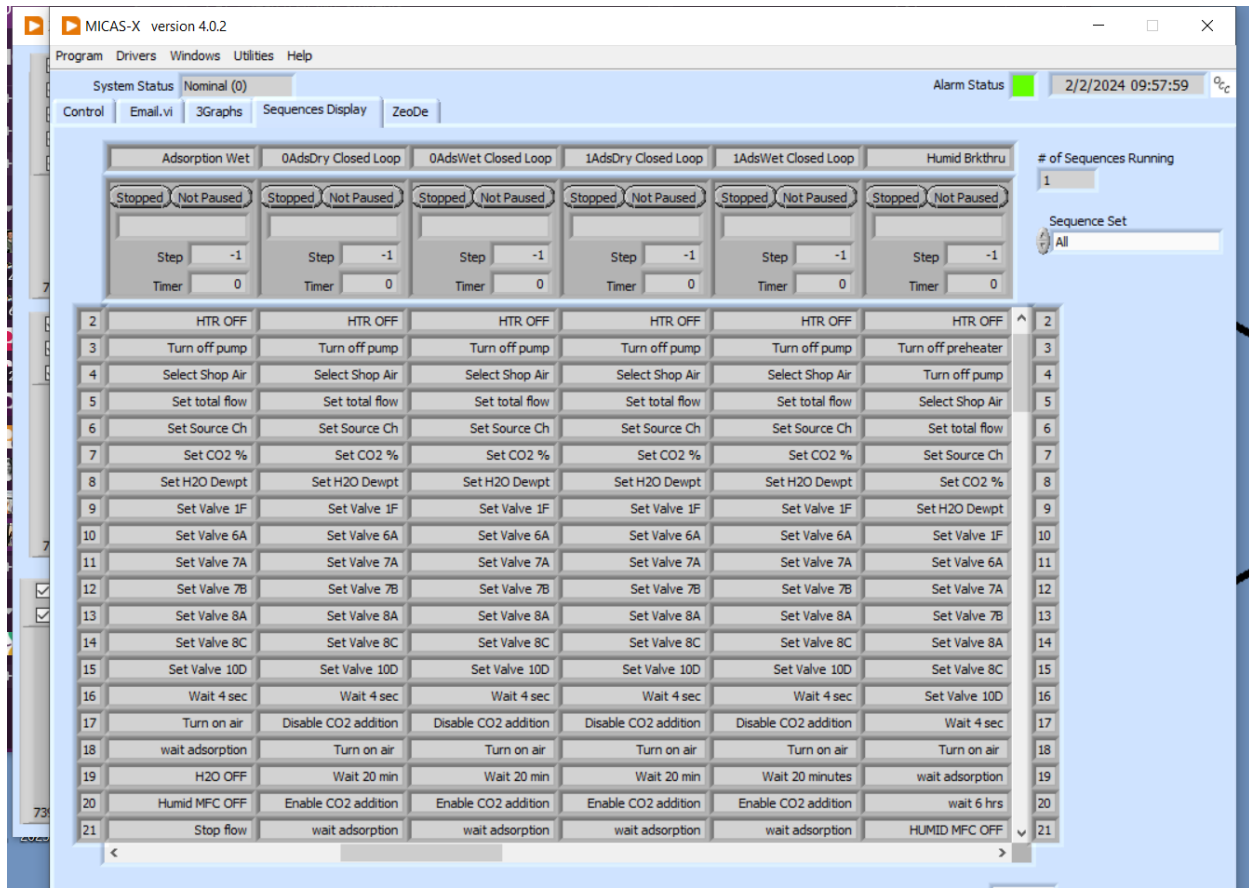 MICAS-X version 4.0.2
Program Drivers Windows Utilities Help
System Status Nominal (0) Alarm Status 2/2/2024 09:57:59
Control Email.vi 3Graphs Sequences Display ZeoDe
Adsorption Wet 0AdsDry Closed Loop 0AdsWet Closed Loop 1AdsDry Closed Loop 1AdsWet Closed Loop Humid Brkthru # of Sequences Running
1
Stopped Not Paused Stopped Not Paused Stopped Not Paused Stopped Not Paused Stopped Not Paused Stopped Not Paused
Sequence Set
All
Step -1 Step -1 Step -1 Step -1 Step -1 Step -1
Timer 0 Timer 0 Timer 0 Timer 0 Timer 0 Timer 0
2 HTR OFF HTR OFF HTR OFF HTR OFF HTR OFF HTR OFF 2
3 Turn off pump Turn off pump Turn off pump Turn off pump Turn off pump Turn off preheater 3
4 Select Shop Air Select Shop Air Select Shop Air Select Shop Air Select Shop Air Turn off pump 4
5 Set total flow Set total flow Set total flow Set total flow Set total flow Select Shop Air 5
6 Set Source Ch Set Source Ch Set Source Ch Set Source Ch Set Source Ch Set total flow 6
7 Set CO2 % Set CO2 % Set CO2 % Set CO2 % Set CO2 % Set Source Ch 7
8 Set H2O Dewpt Set H2O Dewpt Set H2O Dewpt Set H2O Dewpt Set H2O Dewpt Set CO2 % 8
9 Set Valve 1F Set Valve 1F Set Valve 1F Set Valve 1F Set Valve 1F Set H2O Dewpt 9
10 Set Valve 6A Set Valve 6A Set Valve 6A Set Valve 6A Set Valve 6A Set Valve 1F 10
11 Set Valve 7A Set Valve 7A Set Valve 7A Set Valve 7A Set Valve 7A Set Valve 6A 11
12 Set Valve 7B Set Valve 7B Set Valve 7B Set Valve 7B Set Valve 7B Set Valve 7A 12
13 Set Valve 8A Set Valve 8A Set Valve 8A Set Valve 8A Set Valve 8A Set Valve 7B 13
14 Set Valve 8C Set Valve 8C Set Valve 8C Set Valve 8C Set Valve 8C Set Valve 8A 14
15 Set Valve 10D Set Valve 10D Set Valve 10D Set Valve 10D Set Valve 10D Set Valve 8C 15
16 Wait 4 sec Wait 4 sec Wait 4 sec Wait 4 sec Wait 4 sec Set Valve 10D 16
17 Turn on air Disable CO2 addition Disable CO2 addition Disable CO2 addition Disable CO2 addition Wait 4 sec 17
18 wait adsorption Turn on air Turn on air Turn on air Turn on air Turn on air 18
19 H2O OFF Wait 20 min Wait 20 min Wait 20 min Wait 20 minutes wait adsorption 19
20 Humid MFC OFF Enable CO2 addition Enable CO2 addition Enable CO2 addition Enable CO2 addition wait 6 hrs 20
21 Stop flow wait adsorption wait adsorption wait adsorption wait adsorption HUMID MFC OFF 21